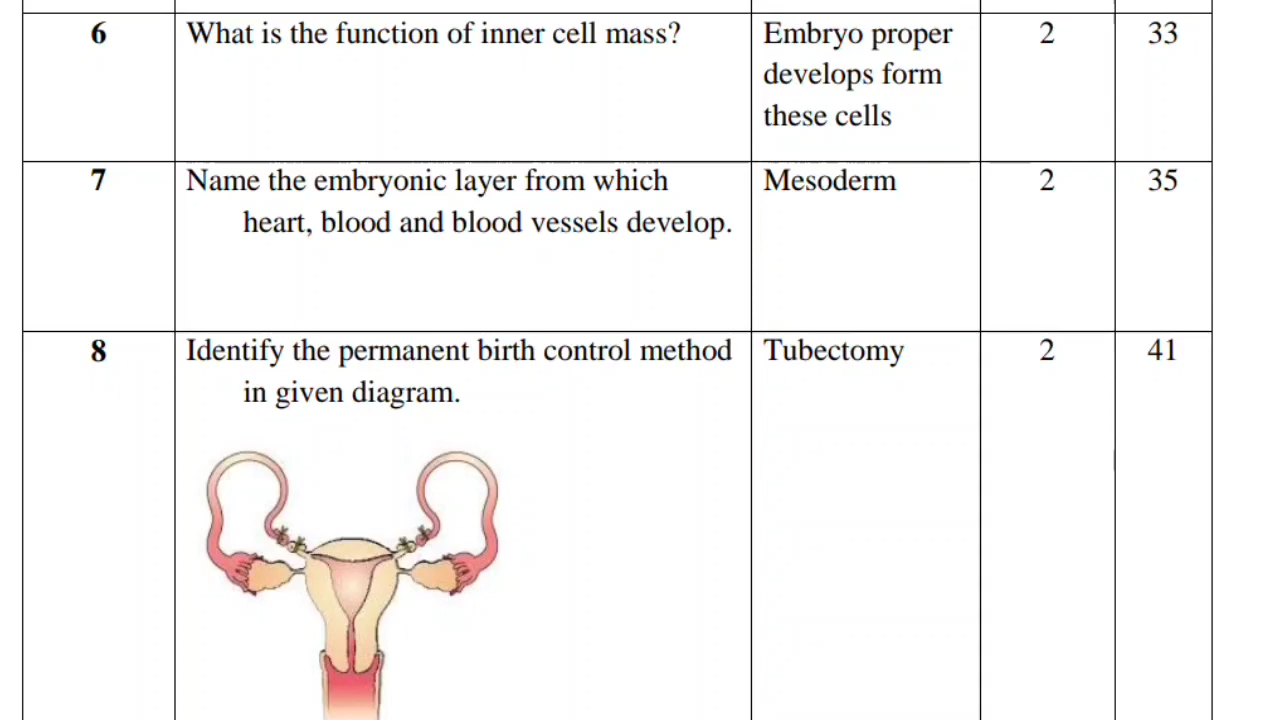 6 What is the function of inner cell mass? Embryo proper 2 33
develops form
these cells
7 Name the embryonic layer from which Mesoderm 2 35
heart, blood and blood vessels develop.
8 Identify the permanent birth control method Tubectomy 2 41
in given diagram.